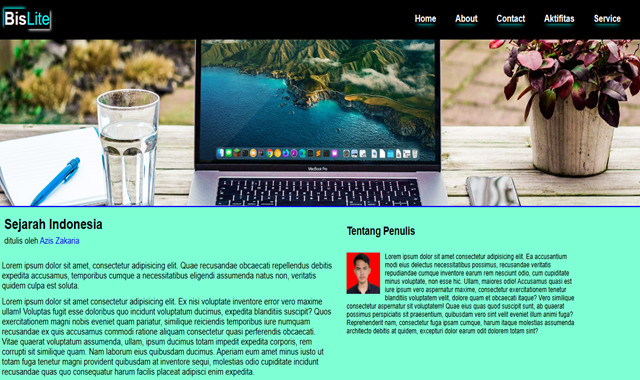 BisLite
Home About Contact Aktifitas Service
MacBook Pro
Sejarah Indonesia
ditulis oleh Azis Zakaria
Lorem ipsum dolor sit amet, consectetur adipisicing elit. Quae recusandae obcaecati repellendus debitis
expedita accusamus, temporibus cumque a necessitatibus eligendi assumenda natus non, veritatis
quidem culpa est soluta.
Lorem ipsum dolor sit amet consectetur adipisicing elit. Ex nisi voluptate inventore error vero maxime
ullam! Voluptas fugit esse doloribus quo incidunt voluptatum ducimus, expedita blanditiis suscipit? Quos
exercitationem magni nobis eveniet quam pariatur, similique reiciendis temporibus iure numquam
recusandae ex quis accusamus commodi ratione aliquam consectetur quasi perferendis obcaecati.
Vitae quaerat voluptatum assumenda, ullam, ipsum ducimus totam impedit expedita corporis, rem
corrupti sit similique quam. Nam laborum eius quibusdam ducimus. Aperiam eum amet minus iusto ut
totam fuga tenetur magni provident quibusdam at inventore sequi, molestias odio cupiditate incidunt
recusandae quas quo consequatur harum facilis placeat adipisci enim expedita.
Tentang Penulis
Lorem ipsum dolor sit amet consectetur adipisicing elit. Ea accusantium
modi eius delectus necessitatibus possimus, recusandae veritatis
repudiandae cumque inventore earum rem nesciunt odio, cum cupiditate
minus voluptate, non esse hic. Ullam, maiores odio! Accusamus quasi est
iure ipsum vero aspernatur maxime, consectetur exercitationem tenetur
blanditiis voluptatem velit, dolore quam et obcaecati itaque? Vero similique
consectetur aspernatur sit voluptatem! Quae eius quas quod suscipit sunt, ab quaerat
possimus perspiciatis sit praesentium, quibusdam vero sint velit eveniet illum animi fuga?
Reprehenderit nam, consectetur fuga ipsam cumque, harum itaque molestias assumenda
architecto debitis at quidem, excepturi dolor earum odit dolorem totam sint?